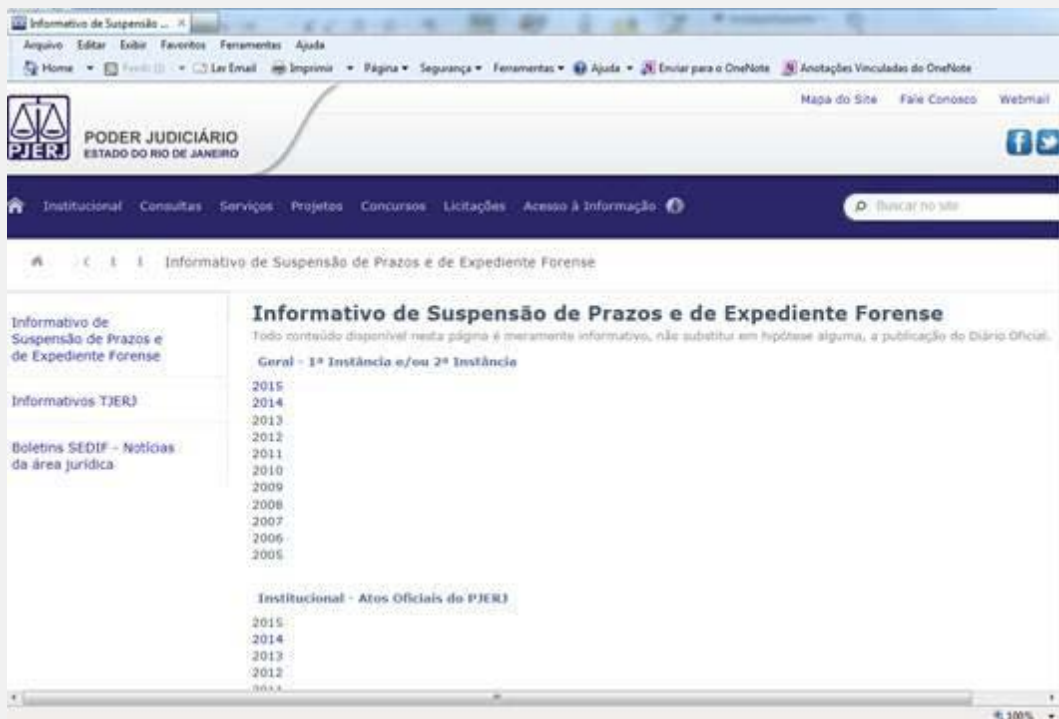 Informativo de Suspensão ... ×
Arquivo Editar Exibir Favoritos Ferramentas Ajuda
Home Ler Email Imprimir Página Segurança Ferramentas Ajuda Enviar para o OneNote Anotações Vinculadas do OneNote
Mapa do Site Fale Conosco Webmail
PJERJ
PODER JUDICIÁRIO
ESTADO DO RIO DE JANEIRO
Institucional Consultas Serviços Projetos Concursos Licitações Acesso à Informação
Buscar no site
Informativo de Suspensão de Prazos e de Expediente Forense
Informativo de
Suspensão de Prazos e
de Expediente Forense
Informativos TJERJ
Boletins SEDIF - Notícias
da área jurídica
Informativo de Suspensão de Prazos e de Expediente Forense
Todo conteúdo disponível nesta página é meramente informativo, não substitui em hipótese alguma, a publicação do Diário Oficial.
Geral - 1ª Instância e/ou 2ª Instância
2015
2014
2013
2012
2011
2010
2009
2008
2007
2006
2005
Institucional - Atos Oficiais do PJERJ
2015
2014
2013
2012
2011
100%